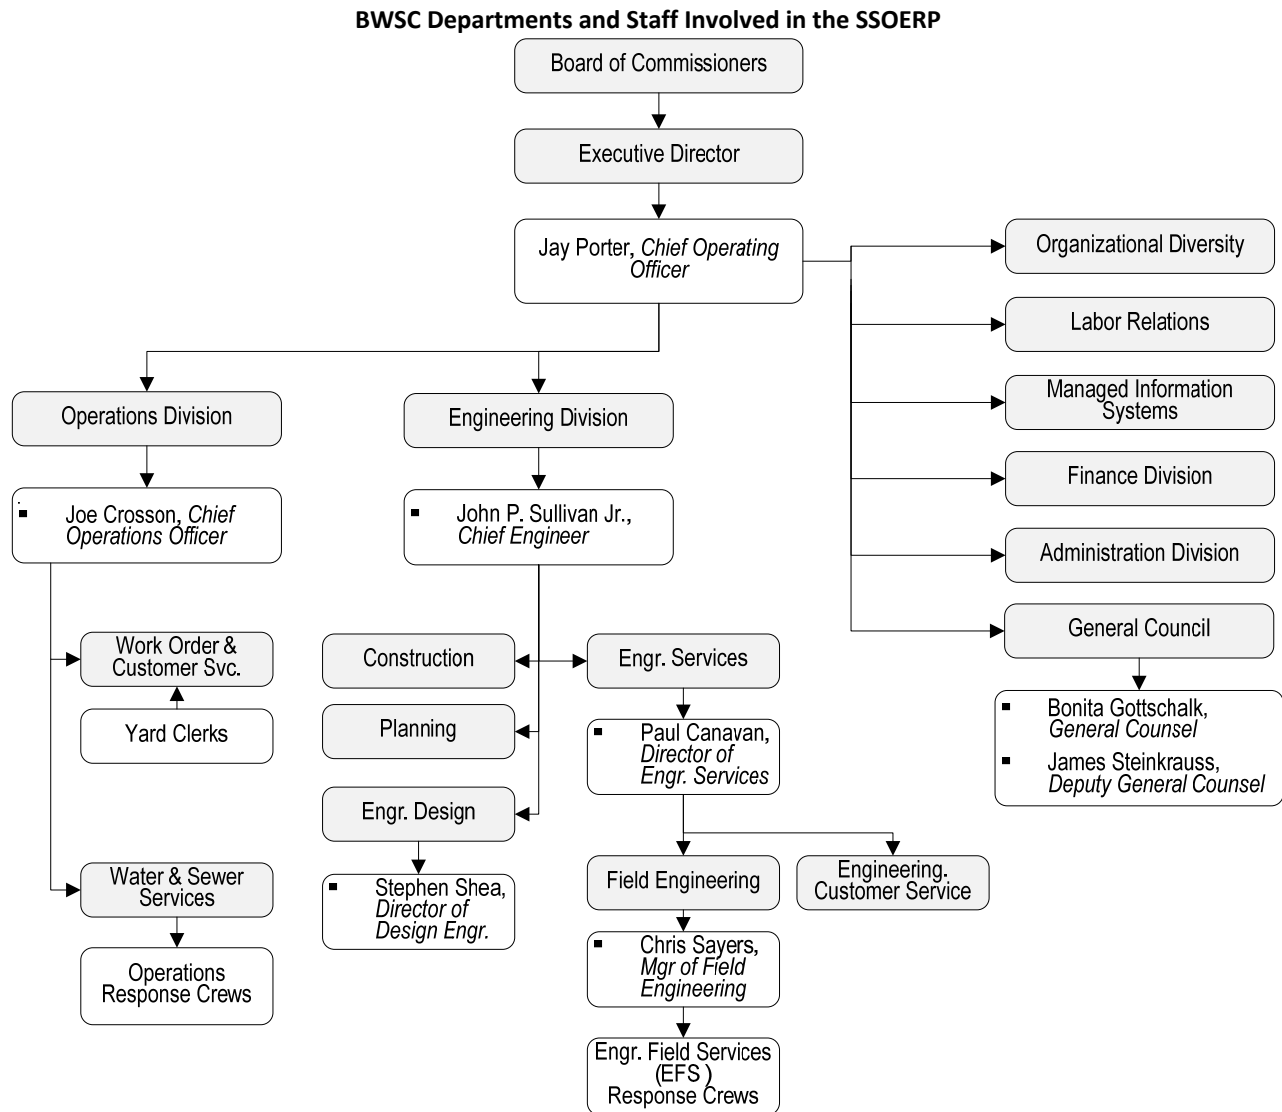 BWSC Departments and Staff Involved in the SSOERP
Board of Commissioners
Executive Director
Jay Porter, Chief Operating
Officer
Organizational Diversity
Labor Relations
Managed Information
Systems
Finance Division
Administration Division
General Council
▪ Bonita Gottschalk,
General Counsel
▪ James Steinkrauss,
Deputy General Counsel
Operations Division
▪ Joe Crosson, Chief
Operations Officer
Work Order &
Customer Svc.
Yard Clerks
Water & Sewer
Services
Operations
Response Crews
Engineering Division
▪ John P. Sullivan Jr.,
Chief Engineer
Construction
Planning
Engr. Design
▪ Stephen Shea,
Director of
Design Engr.
Engr. Services
▪ Paul Canavan,
Director of
Engr. Services
Field Engineering
▪ Chris Sayers,
Mgr of Field
Engineering
Engr. Field Services
(EFS )
Response Crews
Engineering.
Customer Service